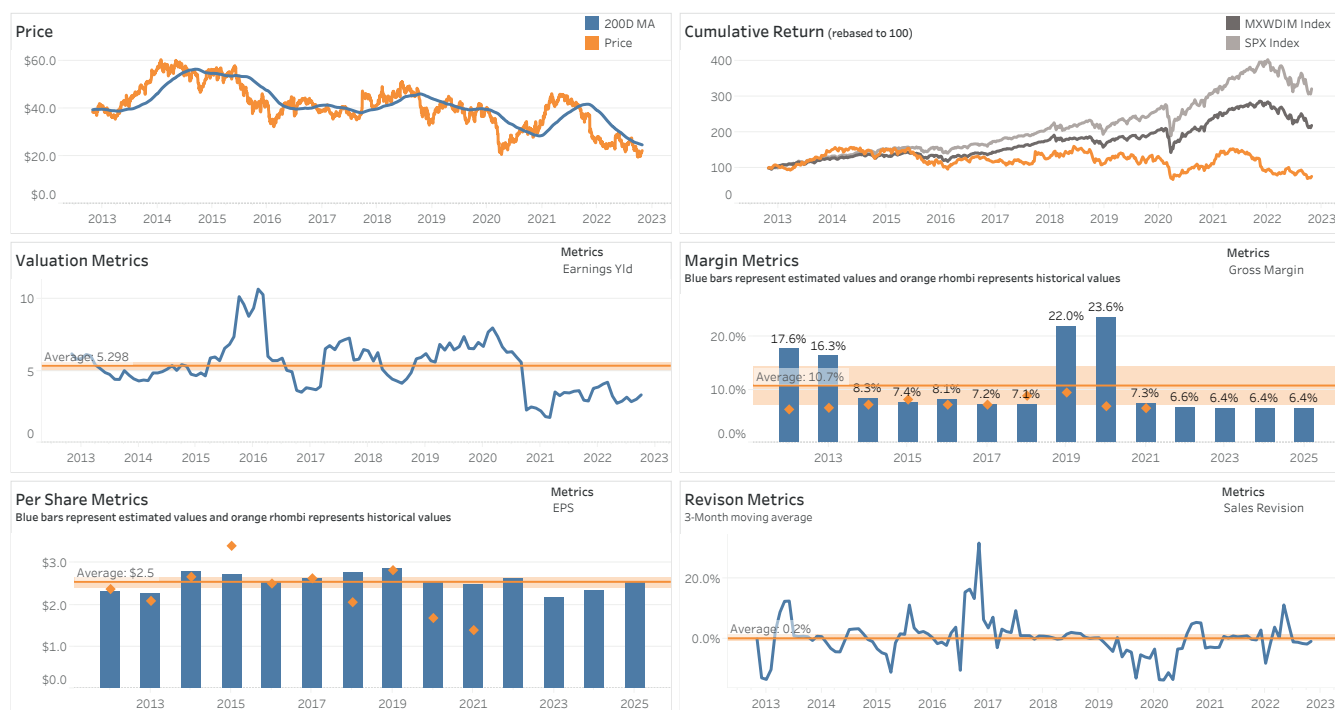 Price
200D MA
Price
$60.0
$40.0
$20.0
$0.0
2013 2014 2015 2016 2017 2018 2019 2020 2021 2022 2023
Cumulative Return (rebased to 100)
MXWDIM Index
SPX Index
400
300
200
100
0
2013 2014 2015 2016 2017 2018 2019 2020 2021 2022 2023
Valuation Metrics
Metrics
Earnings Yld
10
Average: 5.298
5
0
2013 2014 2015 2016 2017 2018 2019 2020 2021 2022 2023
Margin Metrics
Blue bars represent estimated values and orange rhombi represents historical values
Metrics
Gross Margin
20.0%
10.0%
0.0%
Average: 10.7%
17.6% 16.3% 8.3% 7.4% 8.1% 7.2% 7.1% 22.0% 23.6% 7.3% 6.6% 6.4% 6.4% 6.4%
2013 2015 2017 2019 2021 2023 2025
Per Share Metrics
Blue bars represent estimated values and orange rhombi represents historical values
Metrics
EPS
$3.0
Average: $2.5
$2.0
$1.0
$0.0
2013 2015 2017 2019 2021 2023 2025
Revison Metrics
3-Month moving average
Metrics
Sales Revision
20.0%
Average: 0.2%
0.0%
2013 2014 2015 2016 2017 2018 2019 2020 2021 2022 2023